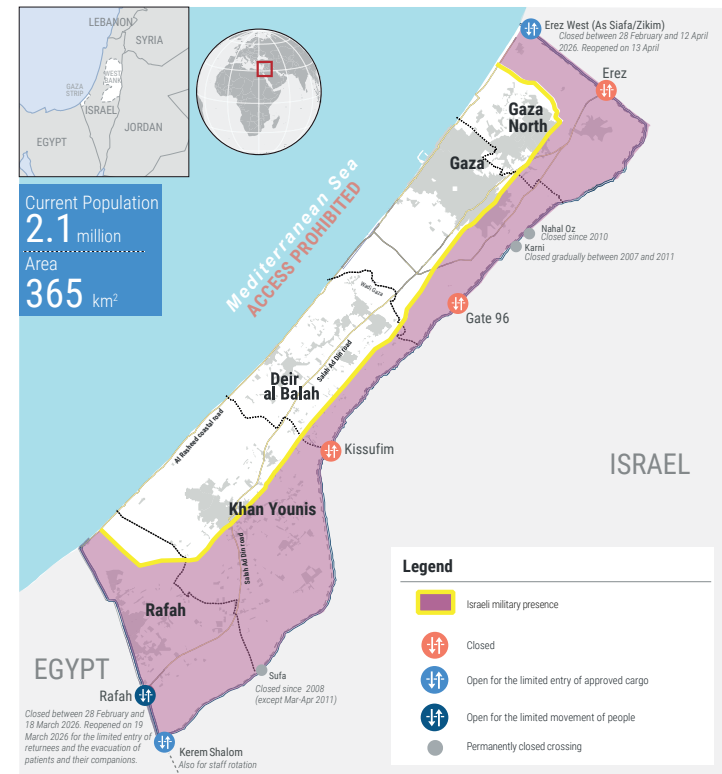 LEBANON
SYRIA
WEST
BANK
GAZA
STRIP
ISRAEL
JORDAN
EGYPT
Current Population
2.1 million
Area
365 km²
Mediterranean Sea
ACCESS PROHIBITED
Erez West (As Siafa/Zikim)
Closed between 28 February and 12 April
2026. Reopened on 13 April
Erez
Gaza
North
Gaza
Nahal Oz
Closed since 2010
Karni
Closed gradually between 2007 and 2011
Wadi Gaza
Gate 96
Salah Ad Din road
Deir
al Balah
Al Rasheed coastal road
Kissufim
ISRAEL
Khan Younis
Salah Ad Din road
Rafah
EGYPT
Sufa
Closed since 2008
(except Mar-Apr 2011)
Rafah
Closed between 28 February and
18 March 2026. Reopened on 19
March 2026 for the limited entry of
returnees and the evacuation of
patients and their companions.
Kerem Shalom
Also for staff rotation
Legend
Israeli military presence
Closed
Open for the limited entry of approved cargo
Open for the limited movement of people
Permanently closed crossing